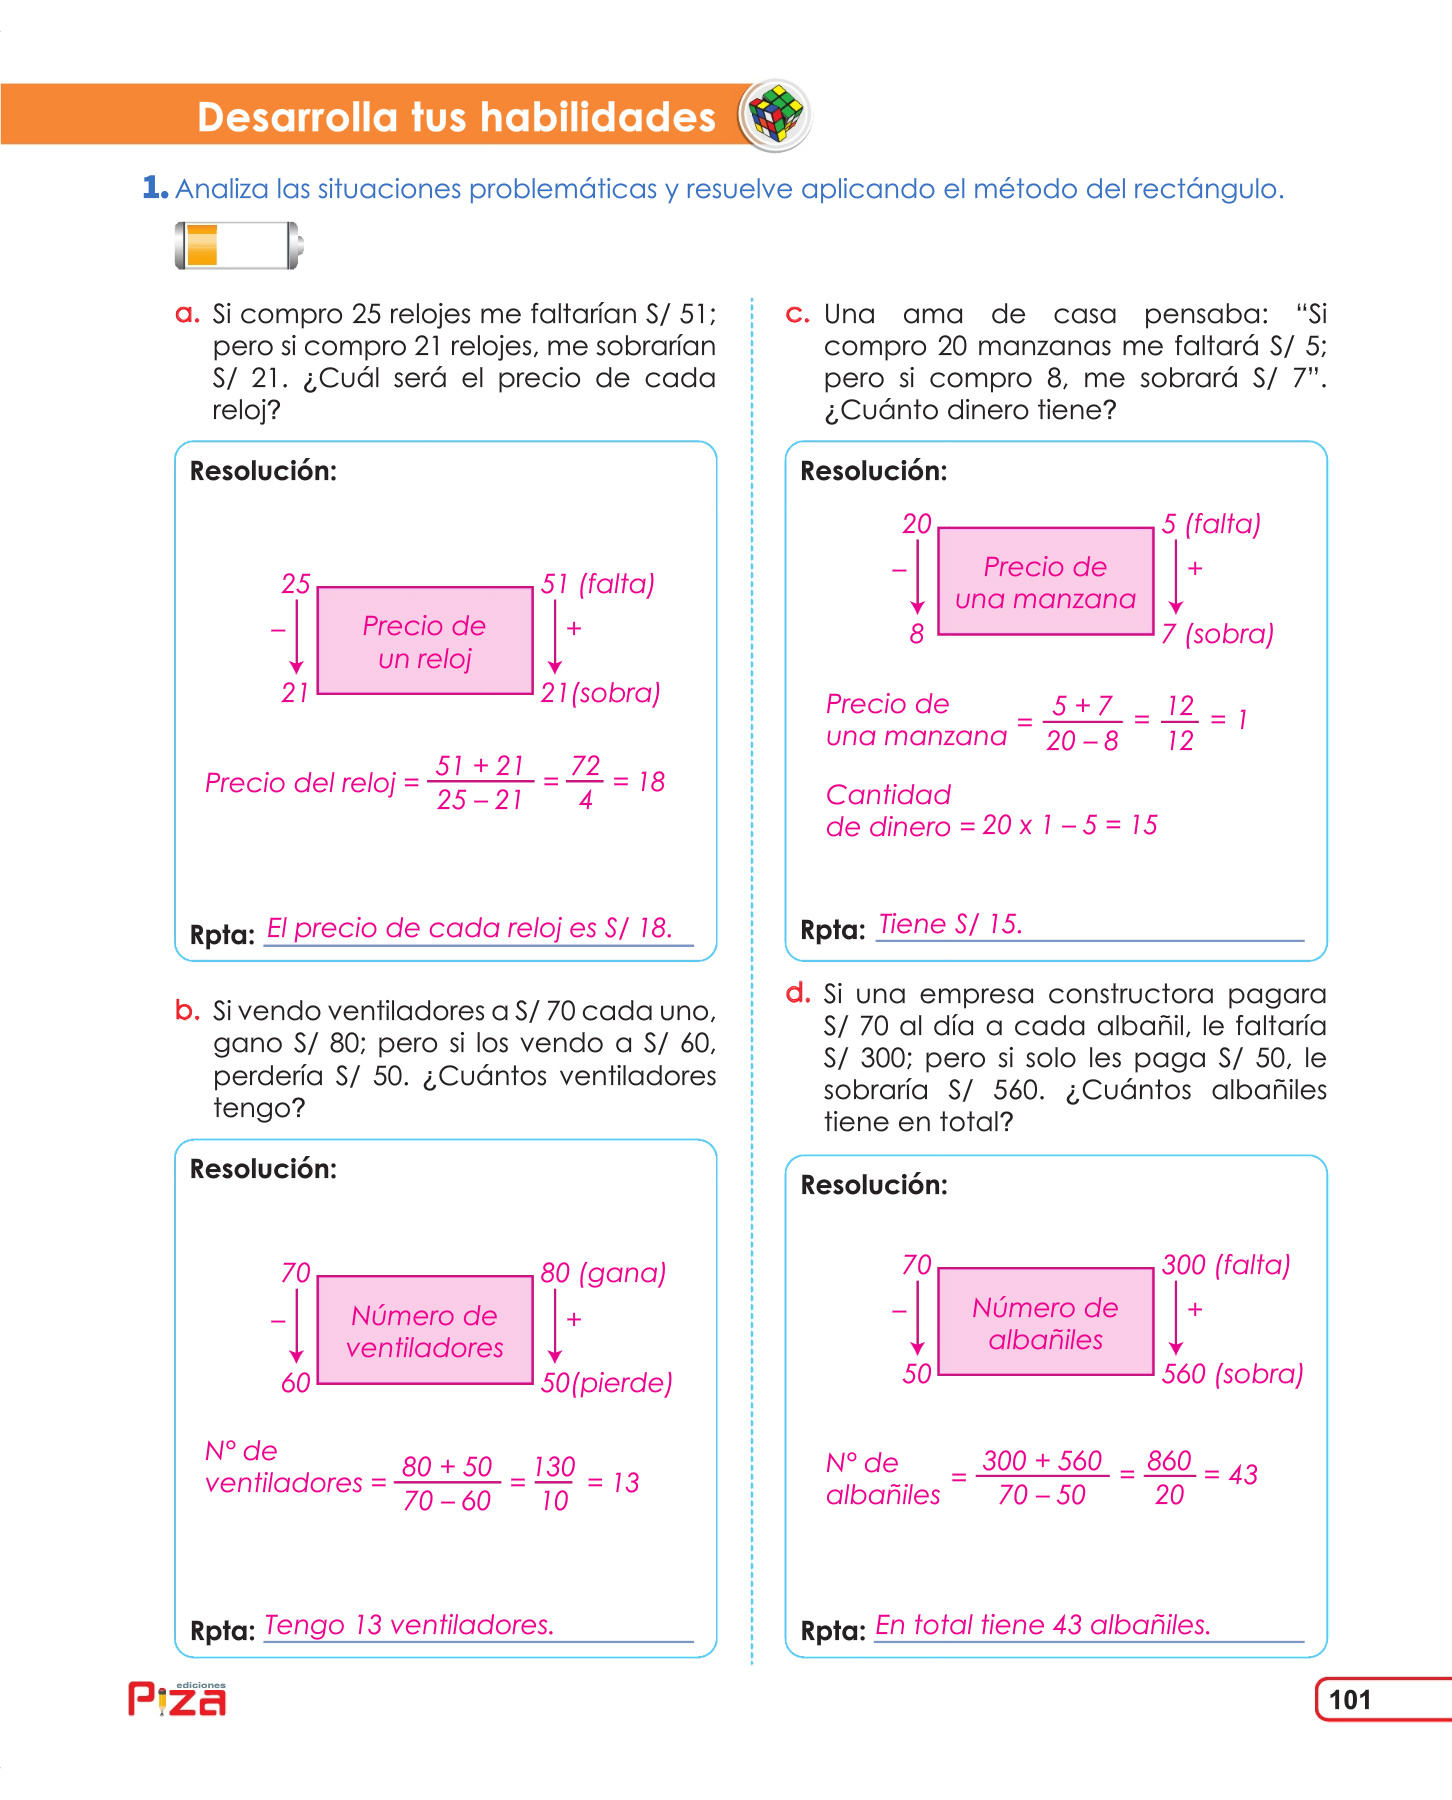 Desarrolla tus habilidades
1. Analiza las situaciones problemáticas y resuelve aplicando el método del rectángulo.
a. Si compro 25 relojes me faltarían S/ 51;
pero si compro 21 relojes, me sobrarían
S/ 21. ¿Cuál será el precio de cada
reloj?
Resolución:
25
51 (falta)
–
Precio de
un reloj
+
21
21(sobra)
Precio del reloj = 51 + 21 / 25 – 21 = 72 / 4 = 18
Rpta: El precio de cada reloj es S/ 18.
b. Si vendo ventiladores a S/ 70 cada uno,
gano S/ 80; pero si los vendo a S/ 60,
perdería S/ 50. ¿Cuántos ventiladores
tengo?
Resolución:
70
80 (gana)
–
Número de
ventiladores
+
60
50(pierde)
N° de
ventiladores = 80 + 50 / 70 – 60 = 130 / 10 = 13
Rpta: Tengo 13 ventiladores.
c. Una ama de casa pensaba: “Si
compro 20 manzanas me faltará S/ 5;
pero si compro 8, me sobrará S/ 7”.
¿Cuánto dinero tiene?
Resolución:
20
5 (falta)
–
Precio de
una manzana
+
8
7 (sobra)
Precio de
una manzana = 5 + 7 / 20 – 8 = 12 / 12 = 1
Cantidad
de dinero = 20 x 1 – 5 = 15
Rpta: Tiene S/ 15.
d. Si una empresa constructora pagara
S/ 70 al día a cada albañil, le faltaría
S/ 300; pero si solo les paga S/ 50, le
sobraría S/ 560. ¿Cuántos albañiles
tiene en total?
Resolución:
70
300 (falta)
–
Número de
albañiles
+
50
560 (sobra)
N° de
albañiles = 300 + 560 / 70 – 50 = 860 / 20 = 43
Rpta: En total tiene 43 albañiles.
ediciones
Piza
101